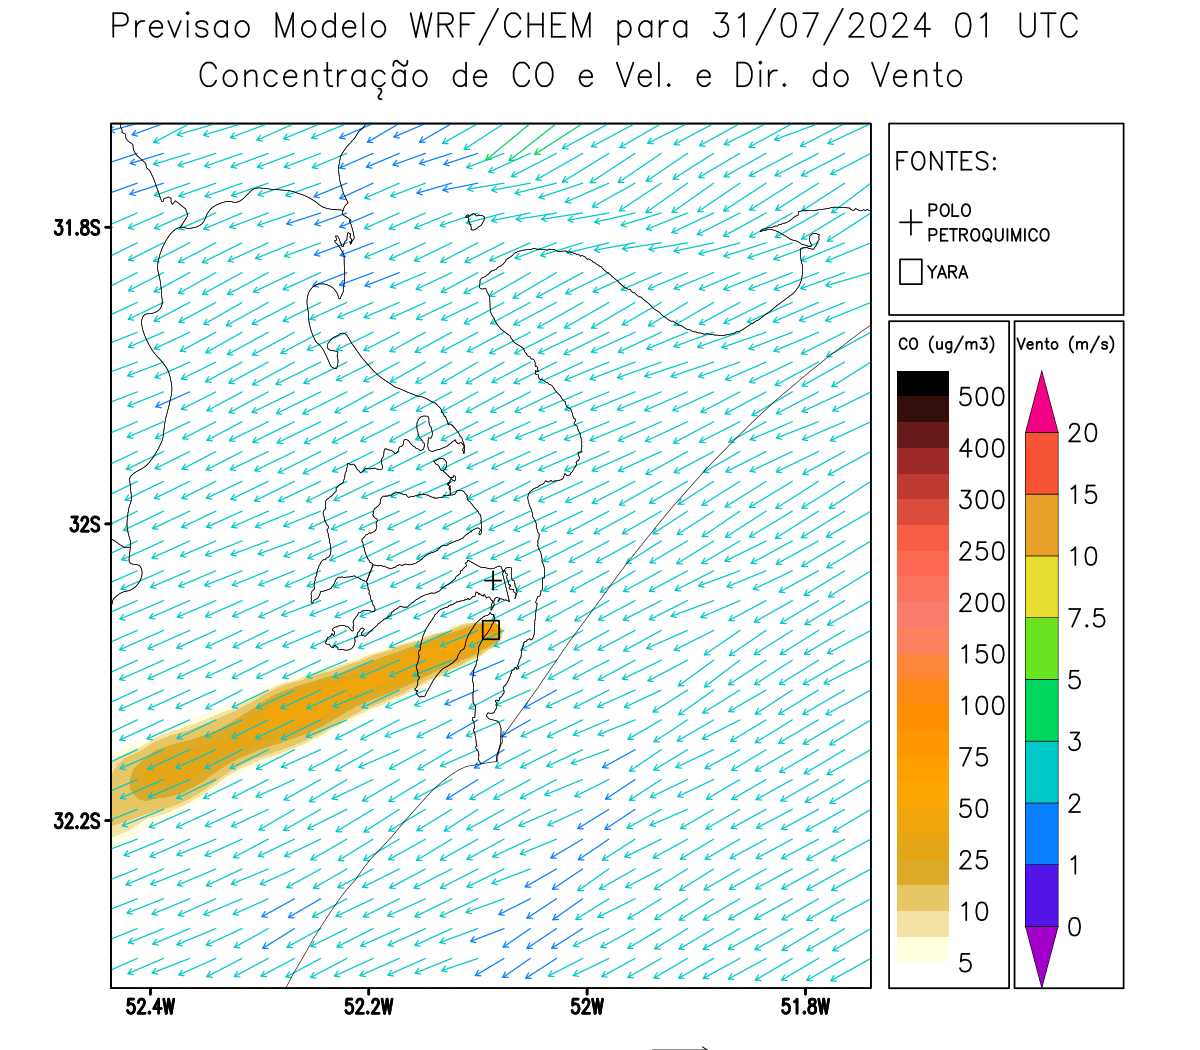 Previsao Modelo WRF/CHEM para 31/07/2024 01 UTC
Concentração de CO e Vel. e Dir. do Vento
FONTES:
POLO
PETROQUIMICO
YARA
31.8S
32S
32.2S
52.4W
52.2W
52W
51.8W
CO (ug/m3)
500
400
300
250
200
150
100
75
50
25
10
5
Vento (m/s)
20
15
10
7.5
5
3
2
1
0